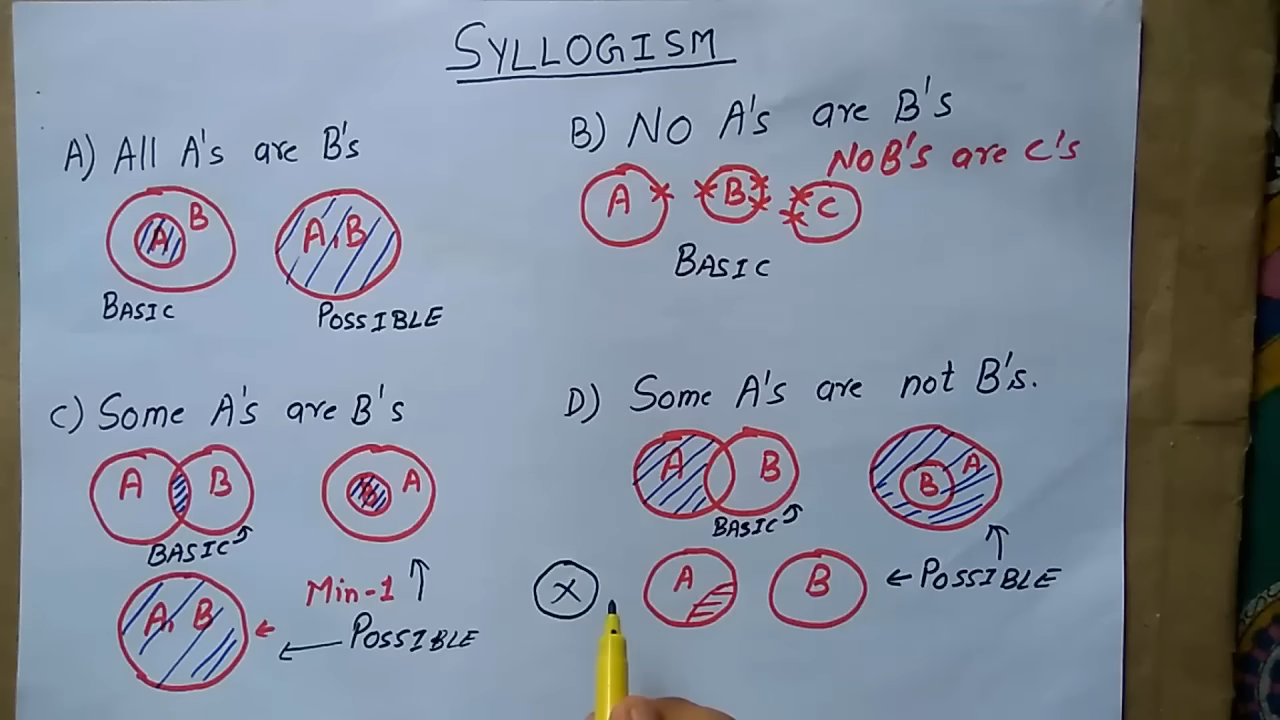 SYLLOGISM
A) All A's are B's
A B
A, B
BASIC
POSSIBLE
B) NO A's are B's
NO B's are C's
A B C
BASIC
C) Some A's are B's
A B
A
BASIC
Min-1
A, B
POSSIBLE
D) Some A's are not B's.
A B
B A
BASIC
X
A B
POSSIBLE